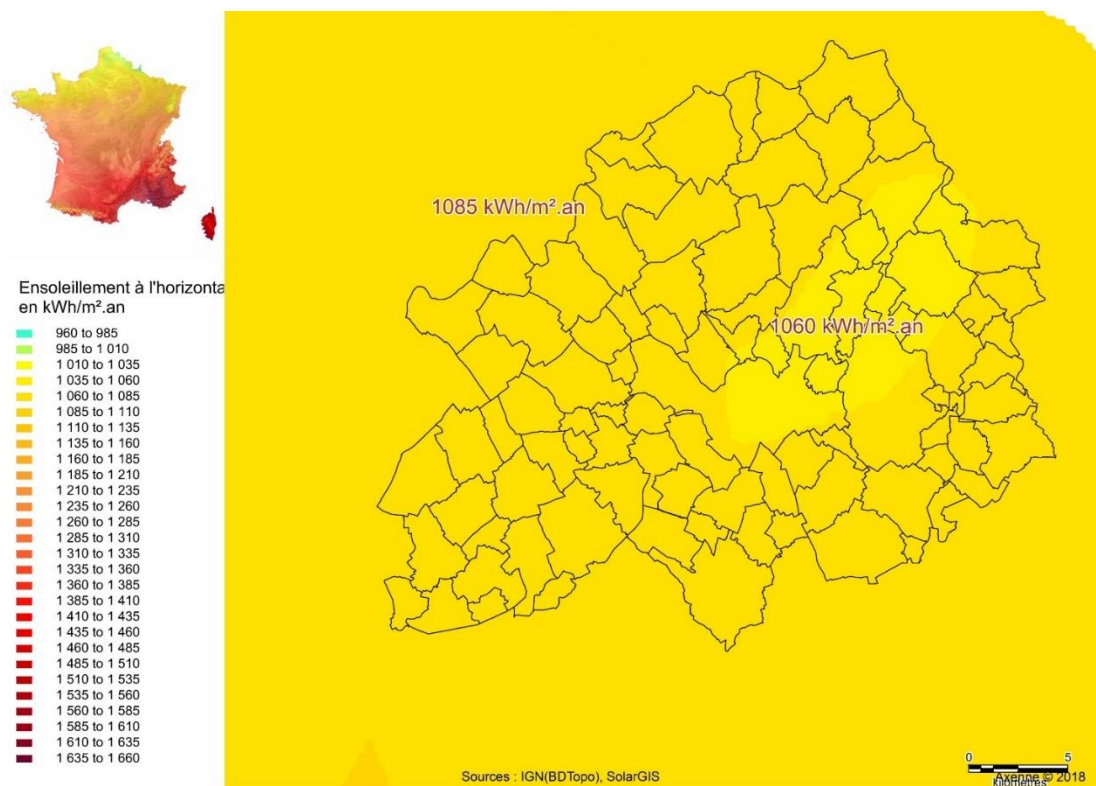 1085 kWh/m².an
1060 kWh/m².an
Ensoleillement à l'horizonta
en kWh/m².an
960 to 985
985 to 1 010
1 010 to 1 035
1 035 to 1 060
1 060 to 1 085
1 085 to 1 110
1 110 to 1 135
1 135 to 1 160
1 160 to 1 185
1 185 to 1 210
1 210 to 1 235
1 235 to 1 260
1 260 to 1 285
1 285 to 1 310
1 310 to 1 335
1 335 to 1 360
1 360 to 1 385
1 385 to 1 410
1 410 to 1 435
1 435 to 1 460
1 460 to 1 485
1 485 to 1 510
1 510 to 1 535
1 535 to 1 560
1 560 to 1 585
1 585 to 1 610
1 610 to 1 635
1 635 to 1 660
0 5
kilomètres
Sources : IGN(BDTopo), SolarGIS
Axenne © 2018